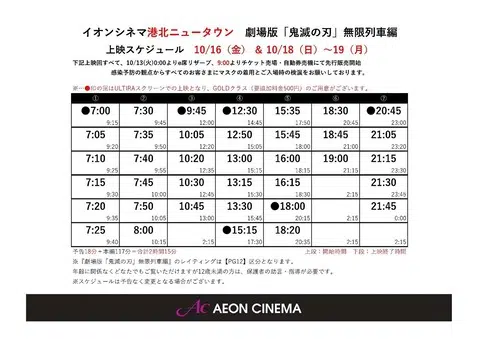 イオンシネマ港北ニュータウン 劇場版「鬼滅の刃」無限列車編
上映スケジュール 10/16(金) & 10/18(日)~19(月)
下記上映回すべて、10/13(火)0:00よりe席リザーブ、9:00よりチケット売場・自動券売機にて先行販売開始
感染予防の観点からすべてのお客さまにマスクの着用とご入場時の検温をお願いしております。
※…●印の回はULTIRAスクリーンでの上映となり、GOLDクラス(要追加料金500円)のご用意がございます。
① ② ③ ④ ⑤ ⑥ ⑦
●7:00 7:30 ●9:45 ●12:30 15:35 18:30 ●20:45
9:15 9:45 12:00 14:45 17:50 20:45 23:00
7:05 7:35 10:05 12:50 15:45 18:45 21:05
9:20 9:50 12:20 15:05 18:00 21:00 23:20
7:10 7:40 10:20 13:00 16:00 19:00 21:15
9:25 9:55 12:35 15:15 18:15 21:15 23:30
7:15 7:45 10:30 13:15 16:15 21:30
9:30 10:00 12:45 15:30 18:30 23:45
7:20 7:50 10:45 13:30 ●18:00 21:45
9:35 10:05 13:00 15:45 20:15 0:00
7:25 8:00 ●15:15 18:20
9:40 10:15 2:15 17:30 20:35 2:15
予告18分+本編117分=合計2時間15分 上段:開始時間 下段:上映終了時間
※『劇場版「鬼滅の刃」無限列車編』のレイティングは【PG12】区分となります。
年齢に関係なくどなたでもご覧いただけますが12歳未満の方は、保護者の助言・指導が必要です。
※スケジュールは予告なく変更となる場合がございます。
AC AEON CINEMA